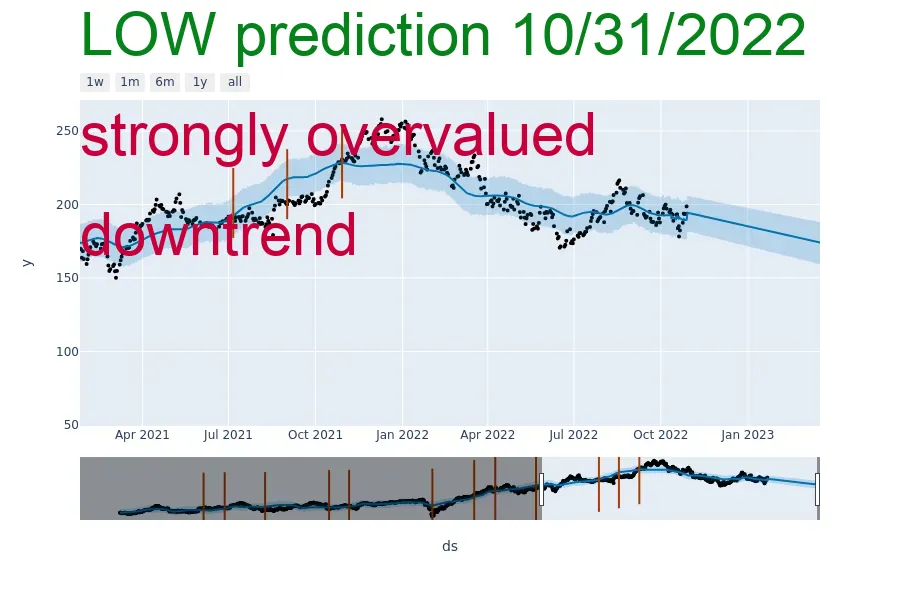 LOW prediction 10/31/2022
1w 1m 6m 1y all
250
strongly overvalued
200
downtrend
y
150
100
50
Apr 2021 Jul 2021 Oct 2021 Jan 2022 Apr 2022 Jul 2022 Oct 2022 Jan 2023
ds